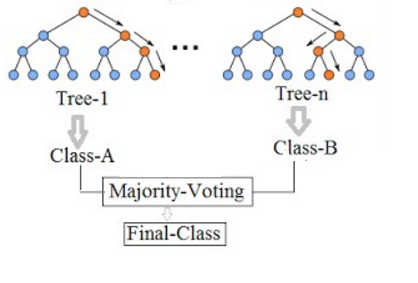 ...
Tree-1
Tree-n
Class-A
Class-B
Majority-Voting
Final-Class